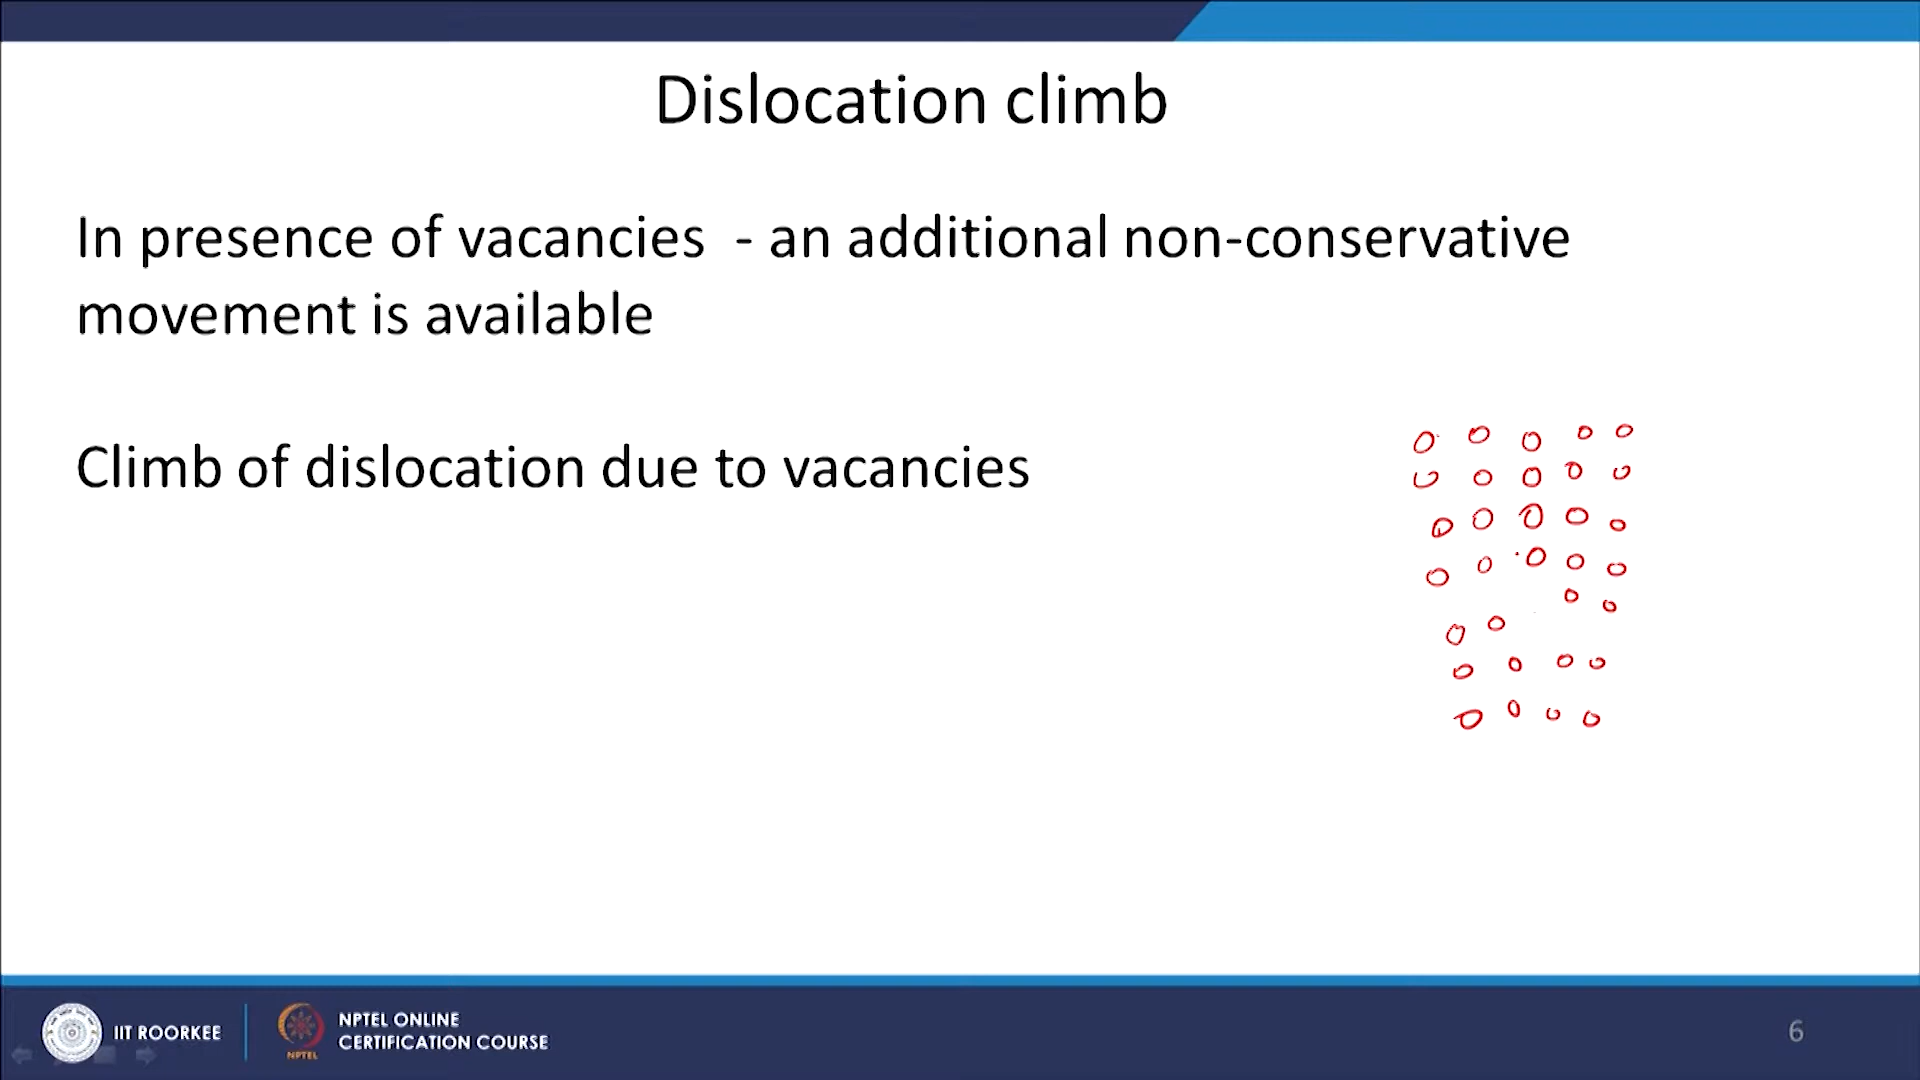 Dislocation climb
In presence of vacancies - an additional non-conservative
movement is available
Climb of dislocation due to vacancies
IIT ROORKEE
NPTEL
NPTEL ONLINE
CERTIFICATION COURSE
6